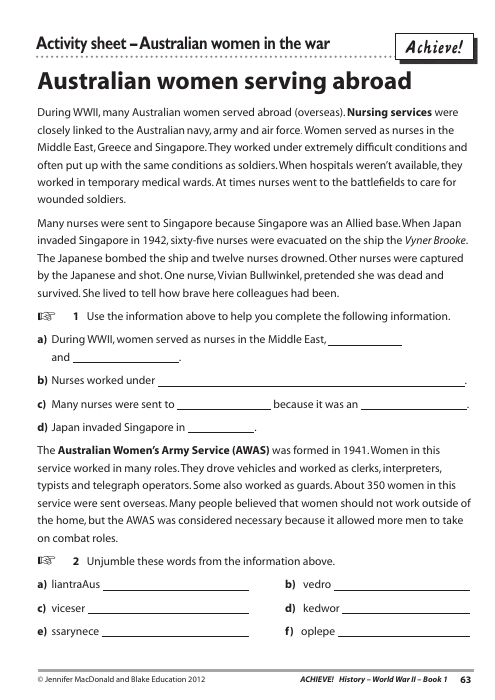 Activity sheet – Australian women in the war
Achieve!
Australian women serving abroad
During WWII, many Australian women served abroad (overseas). Nursing services were
closely linked to the Australian navy, army and air force. Women served as nurses in the
Middle East, Greece and Singapore. They worked under extremely difficult conditions and
often put up with the same conditions as soldiers. When hospitals weren't available, they
worked in temporary medical wards. At times nurses went to the battlefields to care for
wounded soldiers.
Many nurses were sent to Singapore because Singapore was an Allied base. When Japan
invaded Singapore in 1942, sixty-five nurses were evacuated on the ship the Vyner Brooke.
The Japanese bombed the ship and twelve nurses drowned. Other nurses were captured
by the Japanese and shot. One nurse, Vivian Bullwinkel, pretended she was dead and
survived. She lived to tell how brave here colleagues had been.
1 Use the information above to help you complete the following information.
a) During WWII, women served as nurses in the Middle East, ____________
and ____________.
b) Nurses worked under ____________.
c) Many nurses were sent to ____________ because it was an ____________.
d) Japan invaded Singapore in ____________.
The Australian Women's Army Service (AWAS) was formed in 1941. Women in this
service worked in many roles. They drove vehicles and worked as clerks, interpreters,
typists and telegraph operators. Some also worked as guards. About 350 women in this
service were sent overseas. Many people believed that women should not work outside of
the home, but the AWAS was considered necessary because it allowed more men to take
on combat roles.
2 Unjumble these words from the information above.
a) liantraAus ____________ b) vedro ____________
c) viceser ____________ d) kedwor ____________
e) ssarynece ____________ f) oplepe ____________
© Jennifer MacDonald and Blake Education 2012 ACHIEVE! History – World War II – Book 1 63